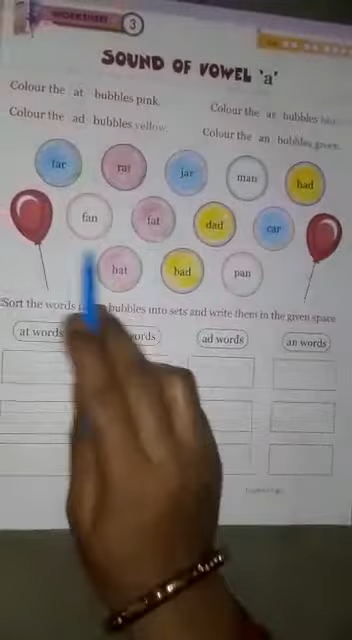 WORKSHEET 3
SOUND OF VOWEL 'a'
Colour the at bubbles pink.
Colour the ar bubbles blue.
Colour the ad bubbles yellow.
Colour the an bubbles green.
tar rat jar man had
fan fat dad car
hat bad pan
Sort the words bubbles into sets and write them in the given space
at words words ad words an words